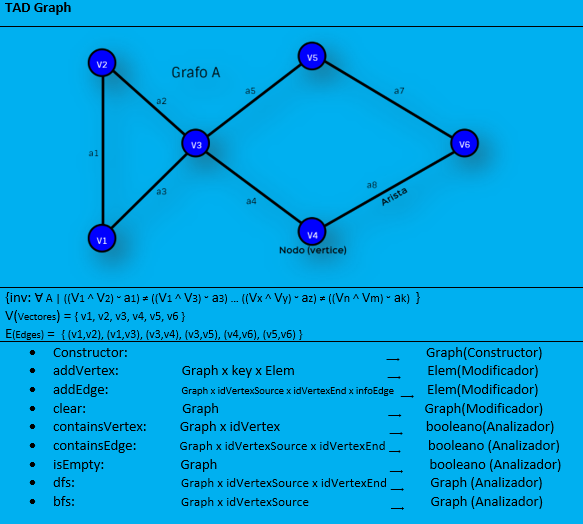 TAD Graph
V2
V5
Grafo A
a2
a5
a7
a1
V3
V6
a3
a4
a8
Arista
V1
V4
Nodo (vertice)
{inv: ∀ A | ((V1 ^ V2) ˇ a1) ≠ ((V1 ^ V3) ˇ a3) ... ((Vx ^ Vy) ˇ az) ≠ ((Vn ^ Vm) ˇ ak) }
V(Vectores) = { v1, v2, v3, v4, v5, v6 }
E(Edges) = { (v1,v2), (v1,v3), (v3,v4), (v3,v5), (v4,v6), (v5,v6) }
• Constructor: → Graph(Constructor)
• addVertex: Graph x key x Elem → Elem(Modificador)
• addEdge: Graph x idVertexSource x idVertexEnd x infoEdge → Elem(Modificador)
• clear: Graph → Graph(Modificador)
• containsVertex: Graph x idVertex → booleano(Analizador)
• containsEdge: Graph x idVertexSource x idVertexEnd → booleano (Analizador)
• isEmpty: Graph → booleano (Analizador)
• dfs: Graph x idVertexSource x idVertexEnd → Graph (Analizador)
• bfs: Graph x idVertexSource → Graph (Analizador)